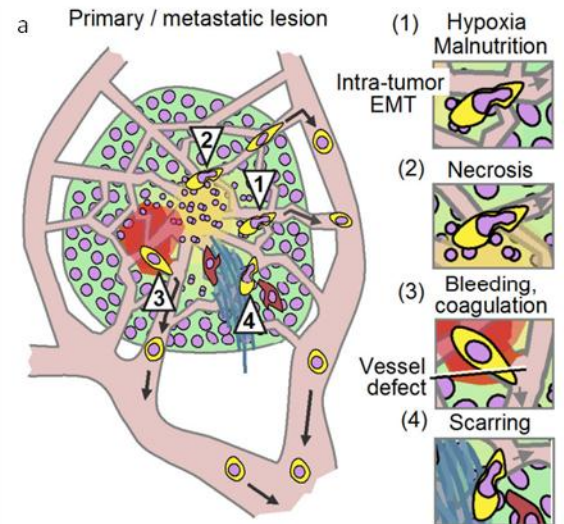 a
Primary / metastatic lesion
2
1
3
4
(1) Hypoxia
Malnutrition
Intra-tumor
EMT
(2) Necrosis
(3) Bleeding,
coagulation
Vessel
defect
(4) Scarring